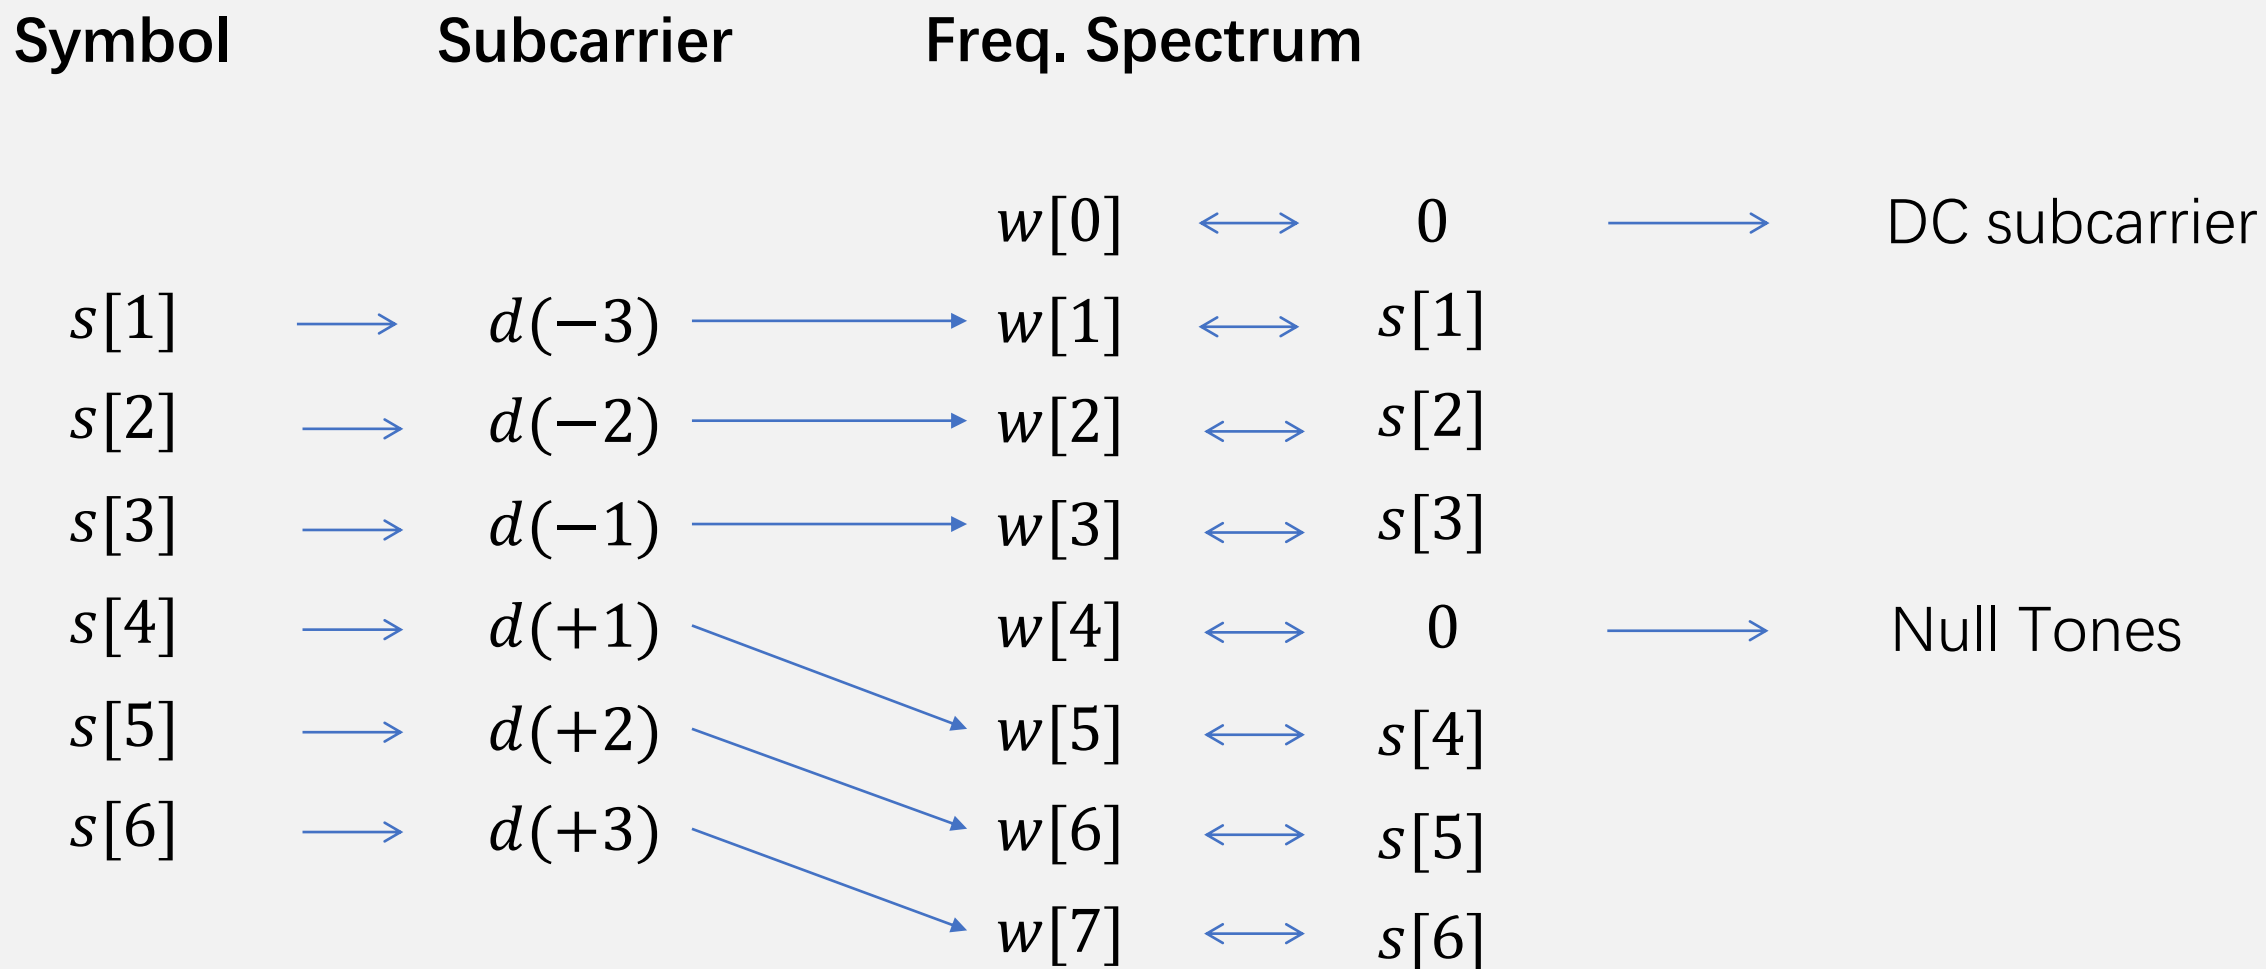 Symbol Subcarrier Freq. Spectrum
w[0] 0 DC subcarrier
s[1] d(−3) w[1] s[1]
s[2] d(−2) w[2] s[2]
s[3] d(−1) w[3] s[3]
s[4] d(+1) w[4] 0 Null Tones
s[5] d(+2) w[5] s[4]
s[6] d(+3) w[6] s[5]
w[7] s[6]